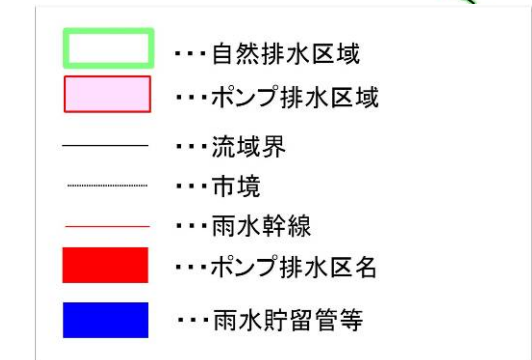 ･･･自然排水区域
･･･ポンプ排水区域
･･･流域界
･･･市境
･･･雨水幹線
･･･ポンプ排水区名
･･･雨水貯留管等